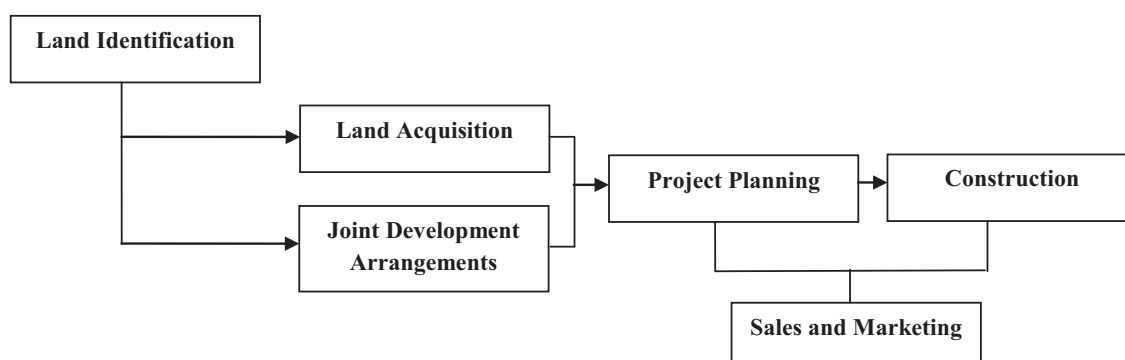 Land Identification
Land Acquisition
Joint Development
Arrangements
Project Planning
Construction
Sales and Marketing